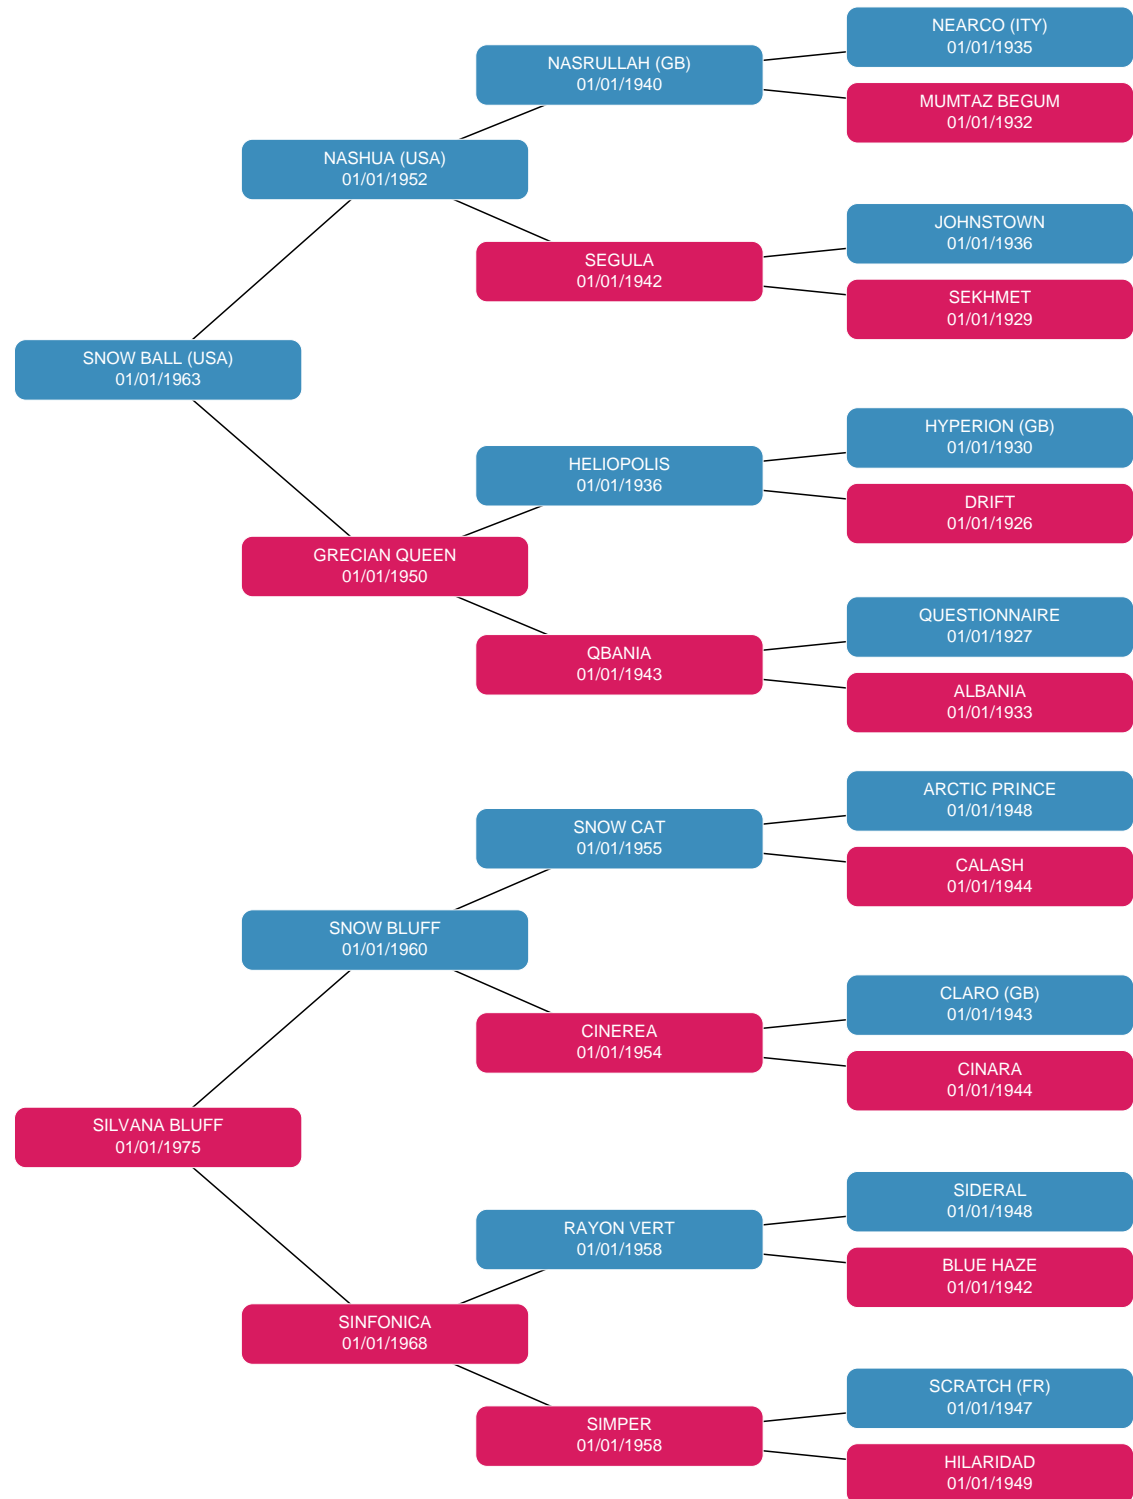 NEARCO (ITY)
01/01/1935
NASRULLAH (GB)
01/01/1940
MUMTAZ BEGUM
01/01/1932
NASHUA (USA)
01/01/1952
JOHNSTOWN
01/01/1936
SEGULA
01/01/1942
SEKHMET
01/01/1929
SNOW BALL (USA)
01/01/1963
HYPERION (GB)
01/01/1930
HELIOPOLIS
01/01/1936
DRIFT
01/01/1926
GRECIAN QUEEN
01/01/1950
QUESTIONNAIRE
01/01/1927
QBANIA
01/01/1943
ALBANIA
01/01/1933
ARCTIC PRINCE
01/01/1948
SNOW CAT
01/01/1955
CALASH
01/01/1944
SNOW BLUFF
01/01/1960
CLARO (GB)
01/01/1943
CINEREA
01/01/1954
CINARA
01/01/1944
SILVANA BLUFF
01/01/1975
SIDERAL
01/01/1948
RAYON VERT
01/01/1958
BLUE HAZE
01/01/1942
SINFONICA
01/01/1968
SCRATCH (FR)
01/01/1947
SIMPER
01/01/1958
HILARIDAD
01/01/1949